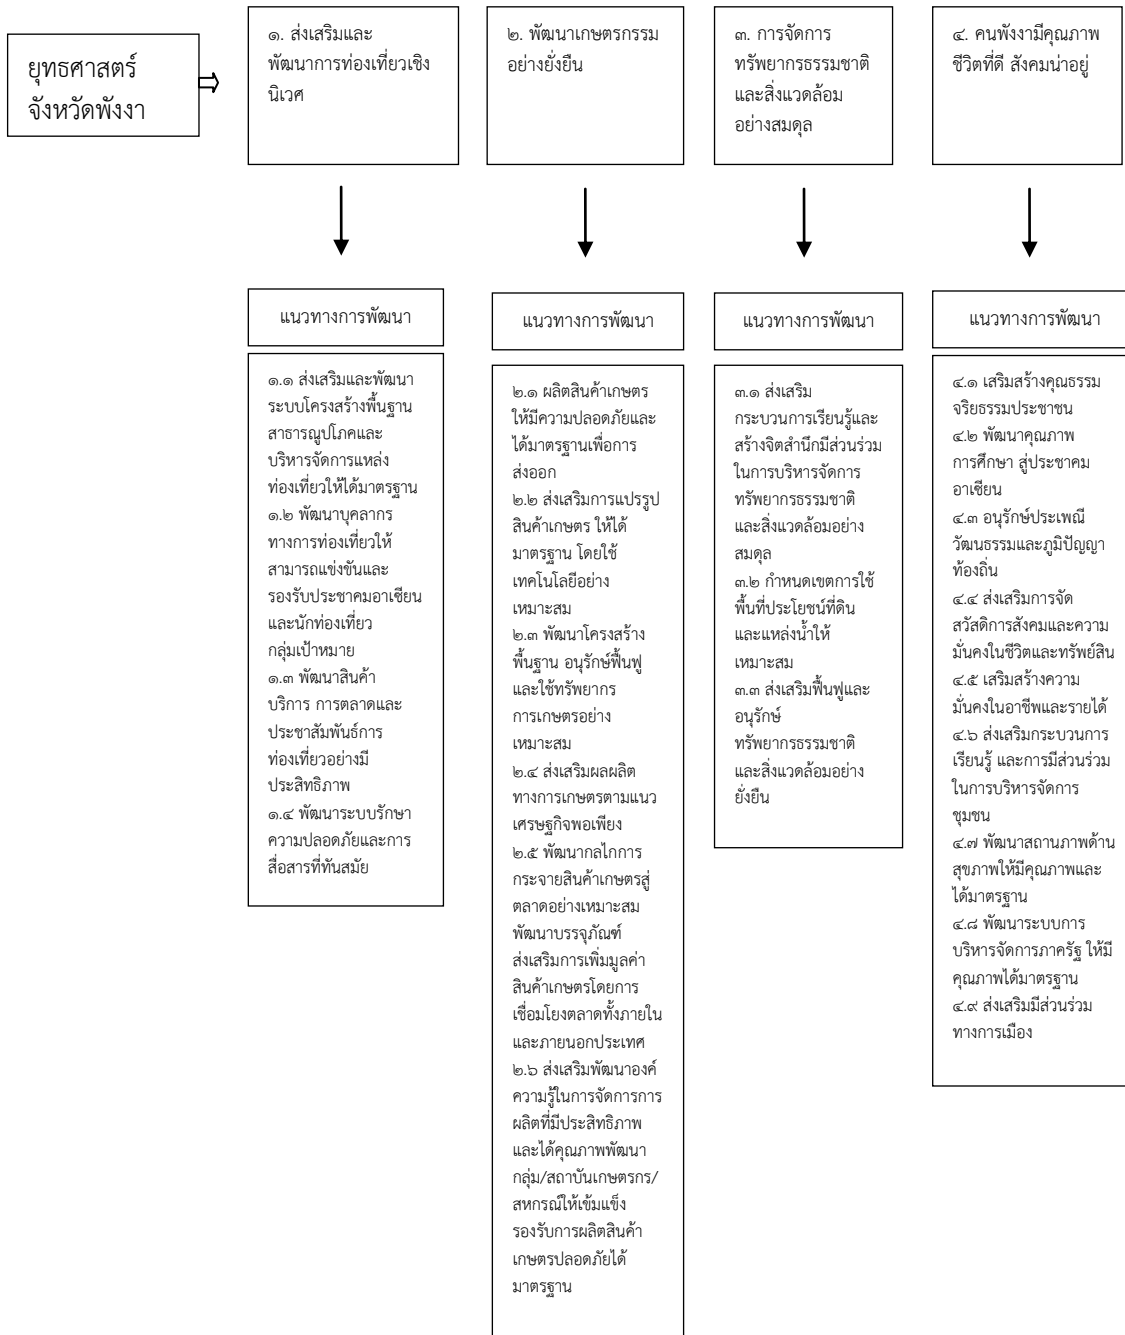 ยุทธศาสตร์
จังหวัดพังงา
๑. ส่งเสริมและ
พัฒนาการท่องเที่ยวเชิง
นิเวศ
๒. พัฒนาเกษตรกรรม
อย่างยั่งยืน
๓. การจัดการ
ทรัพยากรธรรมชาติ
และสิ่งแวดล้อม
อย่างสมดุล
๔. คนพังงามีคุณภาพ
ชีวิตที่ดี สังคมน่าอยู่
แนวทางการพัฒนา
๑.๑ ส่งเสริมและพัฒนา
ระบบโครงสร้างพื้นฐาน
สาธารณูปโภคและ
บริหารจัดการแหล่ง
ท่องเที่ยวให้ได้มาตรฐาน
๑.๒ พัฒนาบุคลากร
ทางการท่องเที่ยวให้
สามารถแข่งขันและ
รองรับประชาคมอาเซียน
และนักท่องเที่ยว
กลุ่มเป้าหมาย
๑.๓ พัฒนาสินค้า
บริการ การตลาดและ
ประชาสัมพันธ์การ
ท่องเที่ยวอย่างมี
ประสิทธิภาพ
๑.๔ พัฒนาระบบรักษา
ความปลอดภัยและการ
สื่อสารที่ทันสมัย
แนวทางการพัฒนา
๒.๑ ผลิตสินค้าเกษตร
ให้มีความปลอดภัยและ
ได้มาตรฐานเพื่อการ
ส่งออก
๒.๒ ส่งเสริมการแปรรูป
สินค้าเกษตร ให้ได้
มาตรฐาน โดยใช้
เทคโนโลยีอย่าง
เหมาะสม
๒.๓ พัฒนาโครงสร้าง
พื้นฐาน อนุรักษ์ฟื้นฟู
และใช้ทรัพยากร
การเกษตรอย่าง
เหมาะสม
๒.๔ ส่งเสริมผลผลิต
ทางการเกษตรตามแนว
เศรษฐกิจพอเพียง
๒.๕ พัฒนากลไกการ
กระจายสินค้าเกษตรสู่
ตลาดอย่างเหมาะสม
พัฒนาบรรจุภัณฑ์
ส่งเสริมการเพิ่มมูลค่า
สินค้าเกษตรโดยการ
เชื่อมโยงตลาดทั้งภายใน
และภายนอกประเทศ
๒.๖ ส่งเสริมพัฒนาองค์
ความรู้ในการจัดการการ
ผลิตที่มีประสิทธิภาพ
และได้คุณภาพพัฒนา
กลุ่ม/สถาบันเกษตรกร/
สหกรณ์ให้เข้มแข็ง
รองรับการผลิตสินค้า
เกษตรปลอดภัยได้
มาตรฐาน
แนวทางการพัฒนา
๓.๑ ส่งเสริม
กระบวนการเรียนรู้และ
สร้างจิตสำนึกมีส่วนร่วม
ในการบริหารจัดการ
ทรัพยากรธรรมชาติ
และสิ่งแวดล้อมอย่าง
สมดุล
๓.๒ กำหนดเขตการใช้
พื้นที่ประโยชน์ที่ดิน
และแหล่งน้ำให้
เหมาะสม
๓.๓ ส่งเสริมฟื้นฟูและ
อนุรักษ์
ทรัพยากรธรรมชาติ
และสิ่งแวดล้อมอย่าง
ยั่งยืน
แนวทางการพัฒนา
๔.๑ เสริมสร้างคุณธรรม
จริยธรรมประชาชน
๔.๒ พัฒนาคุณภาพ
การศึกษา สู่ประชาคม
อาเซียน
๔.๓ อนุรักษ์ประเพณี
วัฒนธรรมและภูมิปัญญา
ท้องถิ่น
๔.๔ ส่งเสริมการจัด
สวัสดิการสังคมและความ
มั่นคงในชีวิตและทรัพย์สิน
๔.๕ เสริมสร้างความ
มั่นคงในอาชีพและรายได้
๔.๖ ส่งเสริมกระบวนการ
เรียนรู้ และการมีส่วนร่วม
ในการบริหารจัดการ
ชุมชน
๔.๗ พัฒนาสถานภาพด้าน
สุขภาพให้มีคุณภาพและ
ได้มาตรฐาน
๔.๘ พัฒนาระบบการ
บริหารจัดการภาครัฐ ให้มี
คุณภาพได้มาตรฐาน
๔.๙ ส่งเสริมมีส่วนร่วม
ทางการเมือง